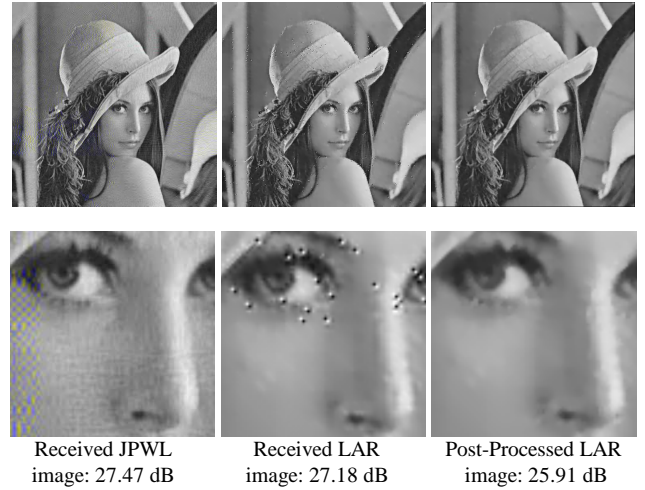 Received JPWL
image: 27.47 dB
Received LAR
image: 27.18 dB
Post-Processed LAR
image: 25.91 dB